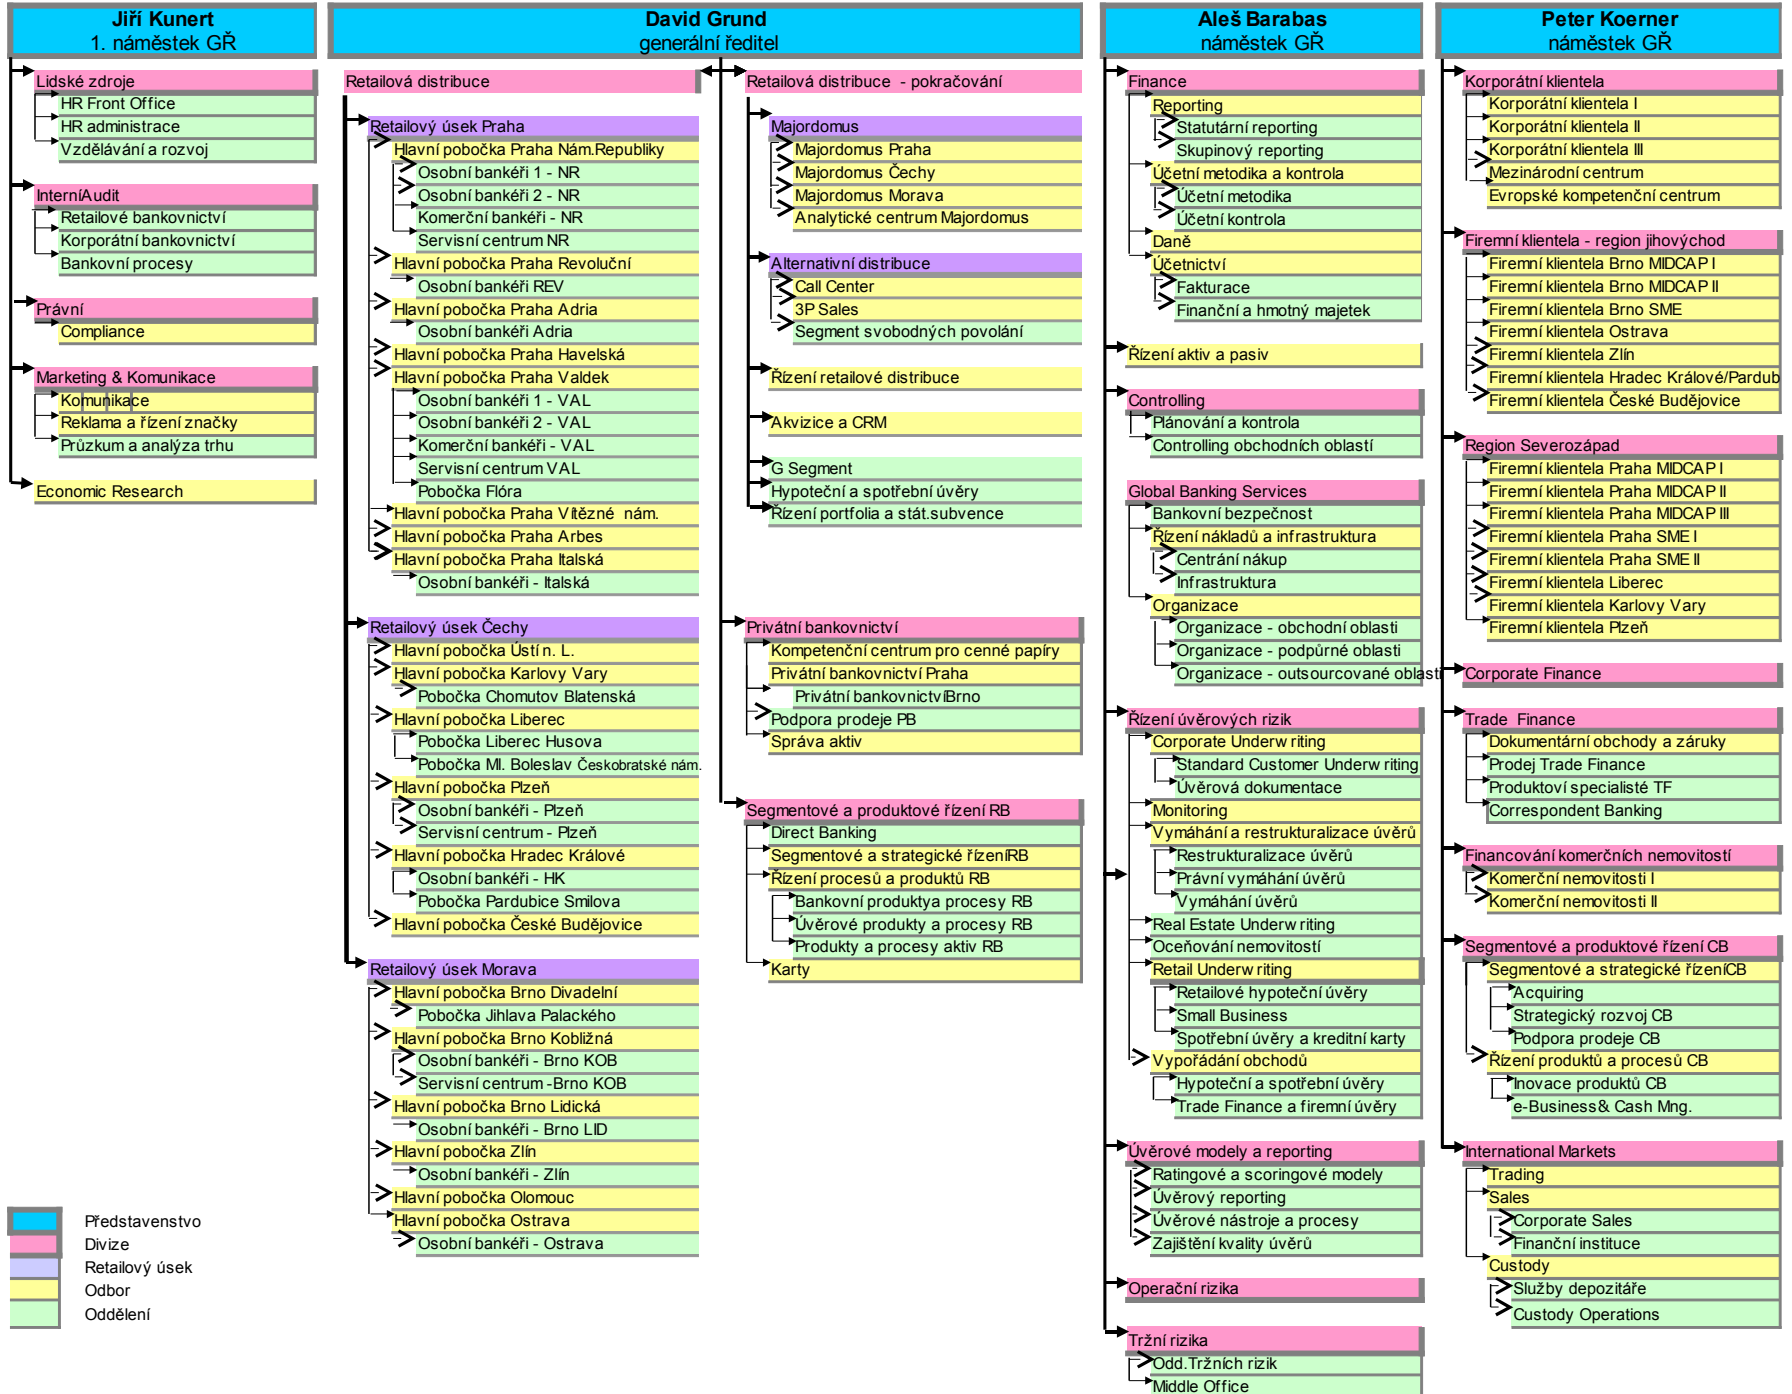 Jiří Kunert
1. náměstek GŘ
Lidské zdroje
HR Front Office
HR administrace
Vzdělávání a rozvoj
InterníAudit
Retailové bankovnictví
Korporátní bankovnictví
Bankovní procesy
Právní
Compliance
Marketing & Komunikace
Komunikace
Reklama a řízení značky
Průzkum a analýza trhu
Economic Research
David Grund
generální ředitel
Retailová distribuce
Retailový úsek Praha
Hlavní pobočka Praha Nám.Republiky
Osobní bankéři 1 - NR
Osobní bankéři 2 - NR
Komerční bankéři - NR
Servisní centrum NR
Hlavní pobočka Praha Revoluční
Osobní bankéři REV
Hlavní pobočka Praha Adria
Osobní bankéři Adria
Hlavní pobočka Praha Havelská
Hlavní pobočka Praha Valdek
Osobní bankéři 1 - VAL
Osobní bankéři 2 - VAL
Komerční bankéři - VAL
Servisní centrum VAL
Pobočka Flóra
Hlavní pobočka Praha Vítězné nám.
Hlavní pobočka Praha Arbes
Hlavní pobočka Praha Italská
Osobní bankéři - Italská
Retailový úsek Čechy
Hlavní pobočka Ústí n. L.
Hlavní pobočka Karlovy Vary
Pobočka Chomutov Blatenská
Hlavní pobočka Liberec
Pobočka Liberec Husova
Pobočka Ml. Boleslav Českobratské nám.
Hlavní pobočka Plzeň
Osobní bankéři - Plzeň
Servisní centrum - Plzeň
Hlavní pobočka Hradec Králové
Osobní bankéři - HK
Pobočka Pardubice Smilova
Hlavní pobočka České Budějovice
Retailový úsek Morava
Hlavní pobočka Brno Divadelní
Pobočka Jihlava Palackého
Hlavní pobočka Brno Kobližná
Osobní bankéři - Brno KOB
Servisní centrum -Brno KOB
Hlavní pobočka Brno Lidická
Osobní bankéři - Brno LID
Hlavní pobočka Zlín
Osobní bankéři - Zlín
Hlavní pobočka Olomouc
Hlavní pobočka Ostrava
Osobní bankéři - Ostrava
Retailová distribuce - pokračování
Majordomus
Majordomus Praha
Majordomus Čechy
Majordomus Morava
Analytické centrum Majordomus
Alternativní distribuce
Call Center
3P Sales
Segment svobodných povolání
Řízení retailové distribuce
Akvizice a CRM
G Segment
Hypoteční a spotřební úvěry
Řízení portfolia a stát.subvence
Privátní bankovnictví
Kompetenční centrum pro cenné papíry
Privátní bankovnictví Praha
Privátní bankovnictvíBrno
Podpora prodeje PB
Správa aktiv
Segmentové a produktové řízení RB
Direct Banking
Segmentové a strategické řízeníRB
Řízení procesů a produktů RB
Bankovní produktya procesy RB
Úvěrové produkty a procesy RB
Produkty a procesy aktiv RB
Karty
Aleš Barabas
náměstek GŘ
Finance
Reporting
Statutární reporting
Skupinový reporting
Účetní metodika a kontrola
Účetní metodika
Účetní kontrola
Daně
Účetnictví
Fakturace
Finanční a hmotný majetek
Řízení aktiv a pasiv
Controlling
Plánování a kontrola
Controlling obchodních oblastí
Global Banking Services
Bankovní bezpečnost
Řízení nákladů a infrastruktura
Centrání nákup
Infrastruktura
Organizace
Organizace - obchodní oblasti
Organizace - podpůrné oblasti
Organizace - outsourcované oblasti
Řízení úvěrových rizik
Corporate Underwriting
Standard Customer Underwriting
Úvěrová dokumentace
Monitoring
Vymáhání a restrukturalizace úvěrů
Restrukturalizace úvěrů
Právní vymáhání úvěrů
Vymáhání úvěrů
Real Estate Underwriting
Oceňování nemovitostí
Retail Underwriting
Retailové hypoteční úvěry
Small Business
Spotřební úvěry a kreditní karty
Vypořádání obchodů
Hypoteční a spotřební úvěry
Trade Finance a firemní úvěry
Úvěrové modely a reporting
Ratingové a scoringové modely
Úvěrový reporting
Úvěrové nástroje a procesy
Zajištění kvality úvěrů
Operační rizika
Tržní rizika
Odd.Tržních rizik
Middle Office
Peter Koerner
náměstek GŘ
Korporátní klientela
Korporátní klientela I
Korporátní klientela II
Korporátní klientela III
Mezinárodní centrum
Evropské kompetenční centrum
Firemní klientela - region jihovýchod
Firemní klientela Brno MIDCAP I
Firemní klientela Brno MIDCAP II
Firemní klientela Brno SME
Firemní klientela Ostrava
Firemní klientela Zlín
Firemní klientela Hradec Králové/Pardub
Firemní klientela České Budějovice
Region Severozápad
Firemní klientela Praha MIDCAP I
Firemní klientela Praha MIDCAP II
Firemní klientela Praha MIDCAP III
Firemní klientela Praha SME I
Firemní klientela Praha SME II
Firemní klientela Liberec
Firemní klientela Karlovy Vary
Firemní klientela Plzeň
Corporate Finance
Trade Finance
Dokumentární obchody a záruky
Prodej Trade Finance
Produktoví specialisté TF
Correspondent Banking
Financování komerčních nemovitostí
Komerční nemovitosti I
Komerční nemovitosti II
Segmentové a produktové řízení CB
Segmentové a strategické řízeníCB
Acquiring
Strategický rozvoj CB
Podpora prodeje CB
Řízení produktů a procesů CB
Inovace produktů CB
e-Business& Cash Mng.
International Markets
Trading
Sales
Corporate Sales
Finanční instituce
Custody
Služby depozitáře
Custody Operations
Představenstvo
Divize
Retailový úsek
Odbor
Oddělení